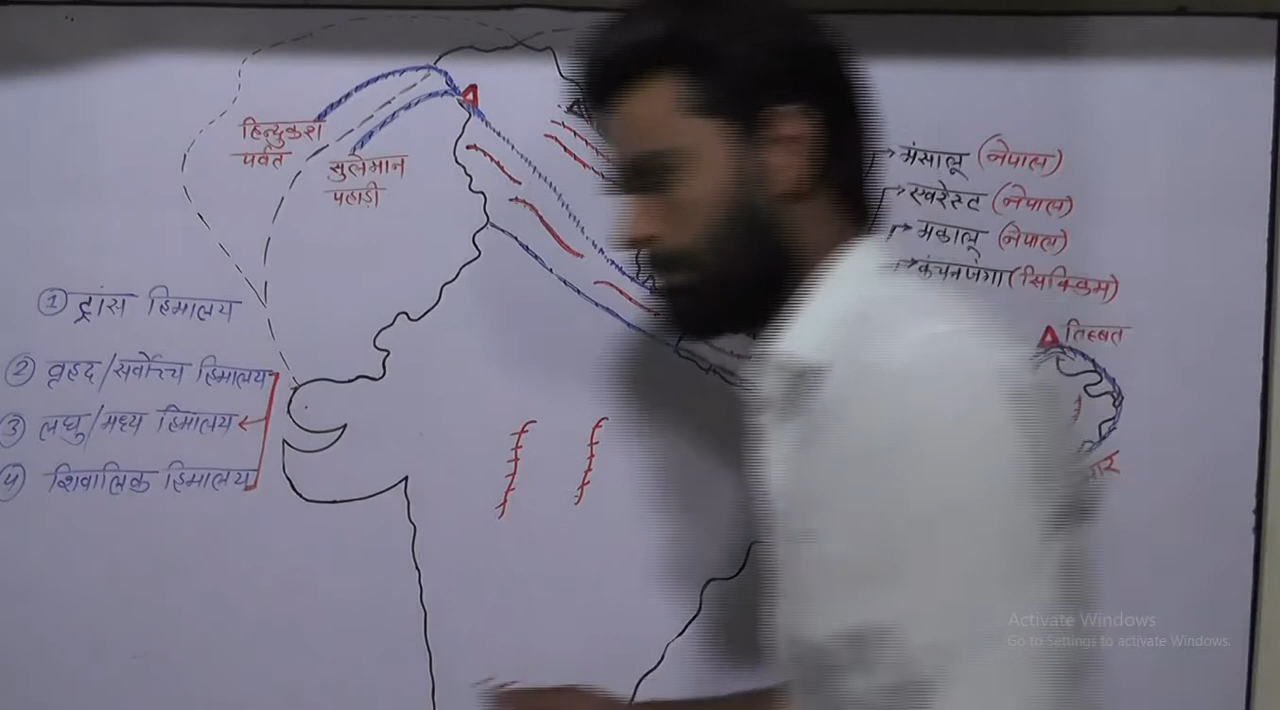 हिन्दुकश
पर्वत
सुलेमान
पहाड़ी
① ट्रांस हिमालय
② वृहद/सर्वोच्च हिमालय
③ लघु/मध्य हिमालय
④ शिवालिक हिमालय
मंसालू (नेपाल)
एवरेस्ट (नेपाल)
मकालू (नेपाल)
कंचनजंगा (सिक्किम)
तिब्बत
Activate Windows
Go to Settings to activate Windows.